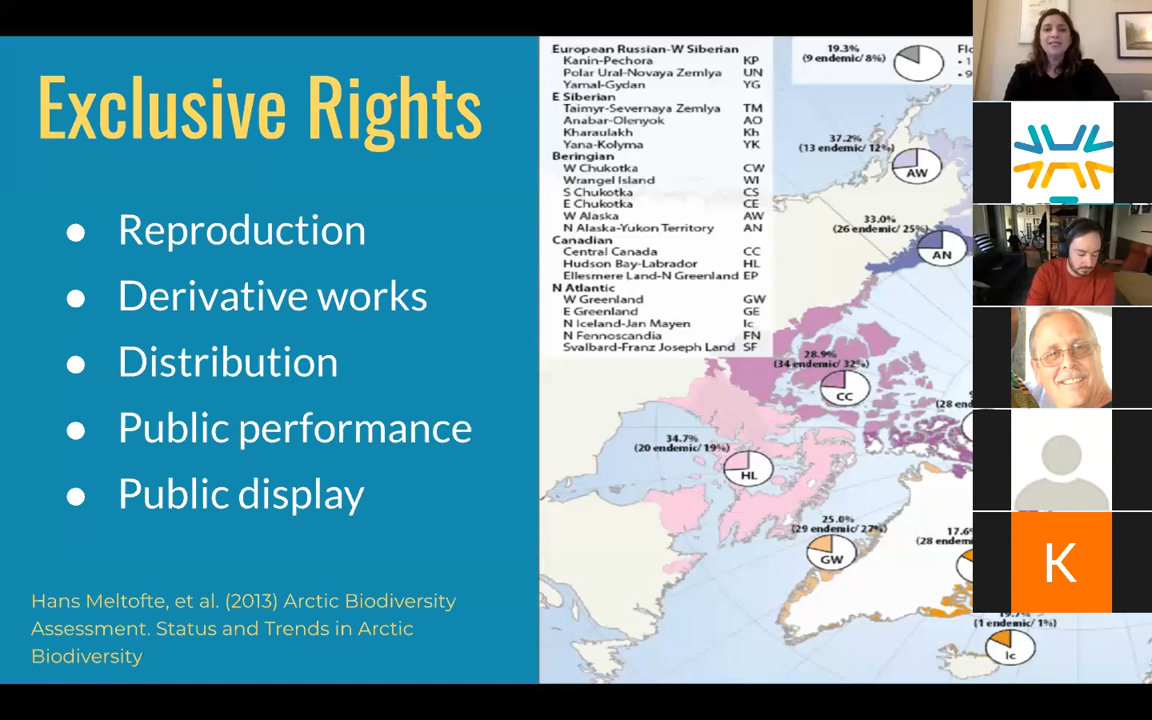 Exclusive Rights
● Reproduction
● Derivative works
● Distribution
● Public performance
● Public display
Hans Meltofte, et al. (2013) Arctic Biodiversity
Assessment. Status and Trends in Arctic
Biodiversity
European Russian-W Siberian
Kanin-Pechora KP
Polar Ural-Novaya Zemlya UN
Yamal-Gydan YG
E Siberian
Taimyr-Severnaya Zemlya TM
Anabar-Olenyok AO
Kharaulakh Kh
Yana-Kolyma YK
Beringian
W Chukotka CW
Wrangel Island WI
S Chukotka CS
E Chukotka CE
W Alaska AW
N Alaska-Yukon Territory AN
Canadian
Central Canada CC
Hudson Bay-Labrador HL
Ellesmere Land-N Greenland EP
N Atlantic
W Greenland GW
E Greenland GE
N Iceland-Jan Mayen Ic
N Fennoscandia FN
Svalbard-Franz Joseph Land SF
19.3%
(9 endemic/ 8%)
37.2%
(13 endemic/ 12%)
AW
33.0%
(26 endemic/ 25%)
AN
28.9%
(34 endemic/ 32%)
CC
(28
34.7%
(20 endemic/ 19%)
HL
25.0%
(29 endemic/ 27%)
GW
17.6
(28
(1 endemic/ 1%)
Ic
K